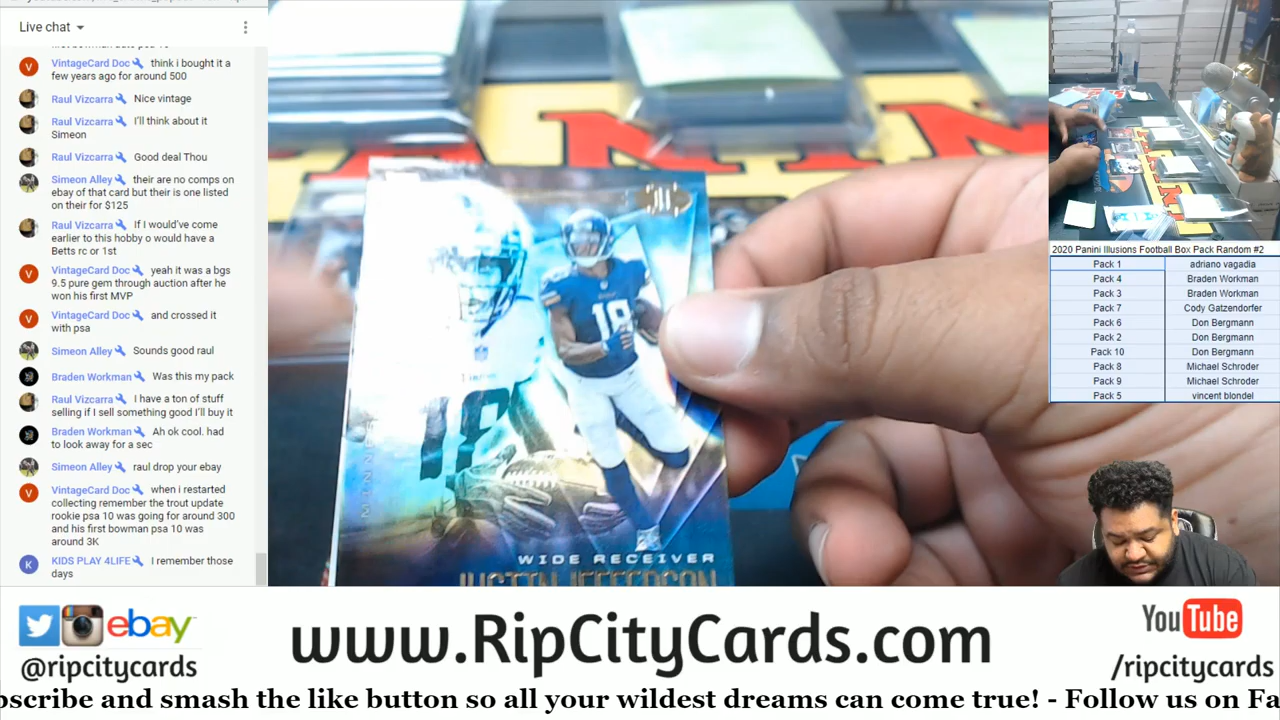 Live chat
VintageCard Doc think i bought it a
few years ago for around 500
Raul Vizcarra Nice vintage
Raul Vizcarra I'll think about it
Simeon
Raul Vizcarra Good deal Thou
Simeon Alley their are no comps on
ebay of that card but their is one listed
on their for $125
Raul Vizcarra If I would've come
earlier to this hobby o would have a
Betts rc or 1st
VintageCard Doc yeah it was a bgs
9.5 pure gem through auction after he
won his first MVP
VintageCard Doc and crossed it
with psa
Simeon Alley Sounds good raul
Braden Workman Was this my pack
Raul Vizcarra I have a ton of stuff
selling if I sell something good I'll buy it
Braden Workman Ah ok cool. had
to look away for a sec
Simeon Alley raul drop your ebay
VintageCard Doc when i restarted
collecting remember the trout update
rookie psa 10 was going for around 300
and his first bowman psa 10 was
around 3K
KIDS PLAY 4LIFE I remember those
days
18
WIDE RECEIVER
JUSTIN JEFFERSON
2020 Panini Illusions Football Box Pack Random #2
Pack 1 adriano vagadia
Pack 4 Braden Workman
Pack 3 Braden Workman
Pack 7 Cody Gatzendorfer
Pack 6 Don Bergmann
Pack 2 Don Bergmann
Pack 10 Don Bergmann
Pack 8 Michael Schroder
Pack 9 Michael Schroder
Pack 5 vincent blondel
ebay
@ripcitycards
www.RipCityCards.com
YouTube
/ripcitycards
bscribe and smash the like button so all your wildest dreams can come true! - Follow us on Fa